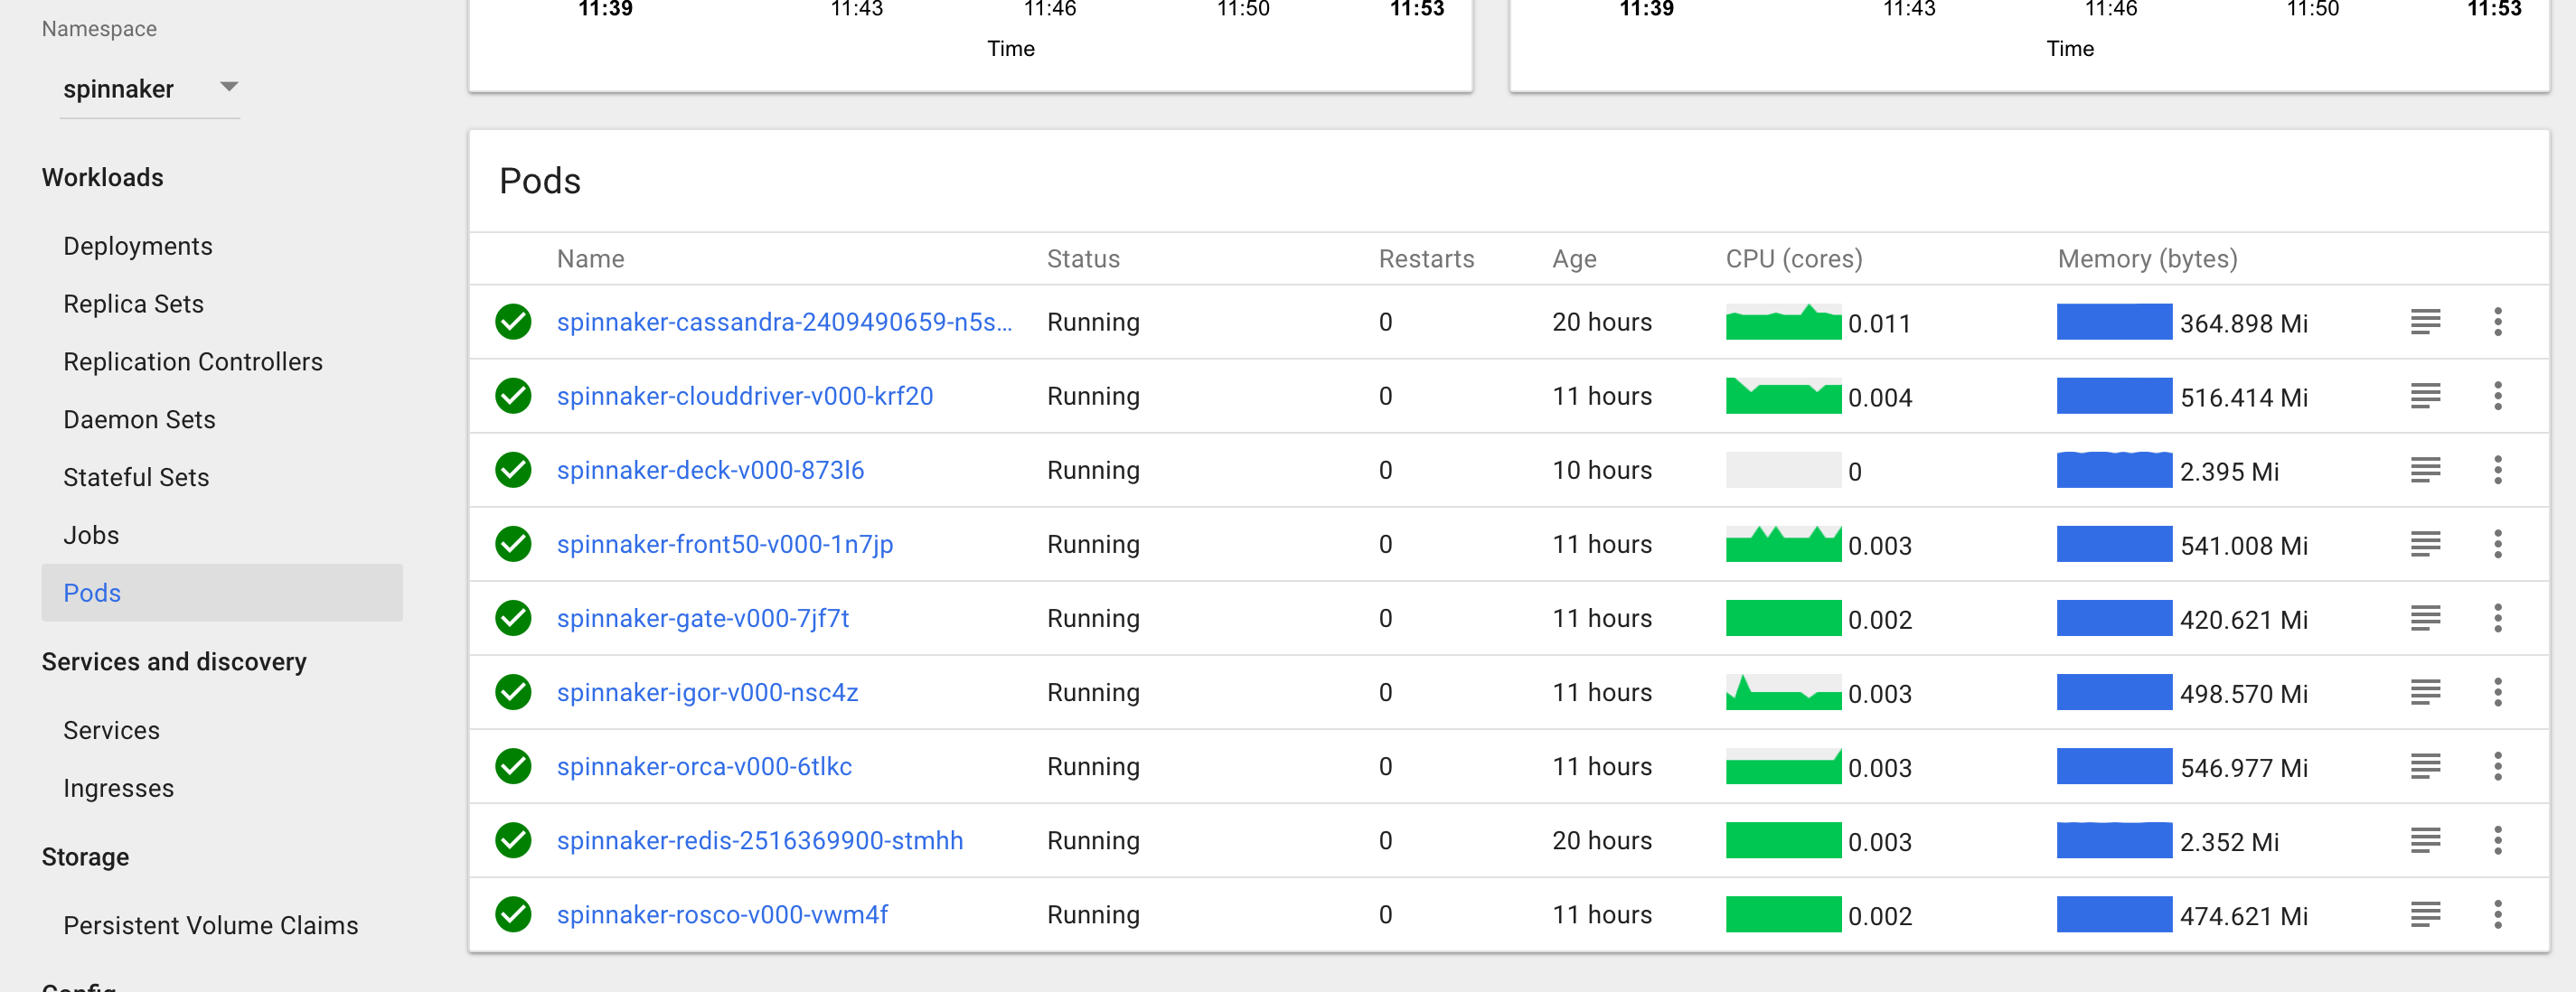 Namespace
spinnaker
Workloads
Deployments
Replica Sets
Replication Controllers
Daemon Sets
Stateful Sets
Jobs
Pods
Services and discovery
Services
Ingresses
Storage
Persistent Volume Claims
Config
11:39 11:43 11:46 11:50 11:53
Time
11:39 11:43 11:46 11:50 11:53
Time
Pods
Name Status Restarts Age CPU (cores) Memory (bytes)
spinnaker-cassandra-2409490659-n5s... Running 0 20 hours 0.011 364.898 Mi
spinnaker-clouddriver-v000-krf20 Running 0 11 hours 0.004 516.414 Mi
spinnaker-deck-v000-873l6 Running 0 10 hours 0 2.395 Mi
spinnaker-front50-v000-1n7jp Running 0 11 hours 0.003 541.008 Mi
spinnaker-gate-v000-7jf7t Running 0 11 hours 0.002 420.621 Mi
spinnaker-igor-v000-nsc4z Running 0 11 hours 0.003 498.570 Mi
spinnaker-orca-v000-6tlkc Running 0 11 hours 0.003 546.977 Mi
spinnaker-redis-2516369900-stmhh Running 0 20 hours 0.003 2.352 Mi
spinnaker-rosco-v000-vwm4f Running 0 11 hours 0.002 474.621 Mi